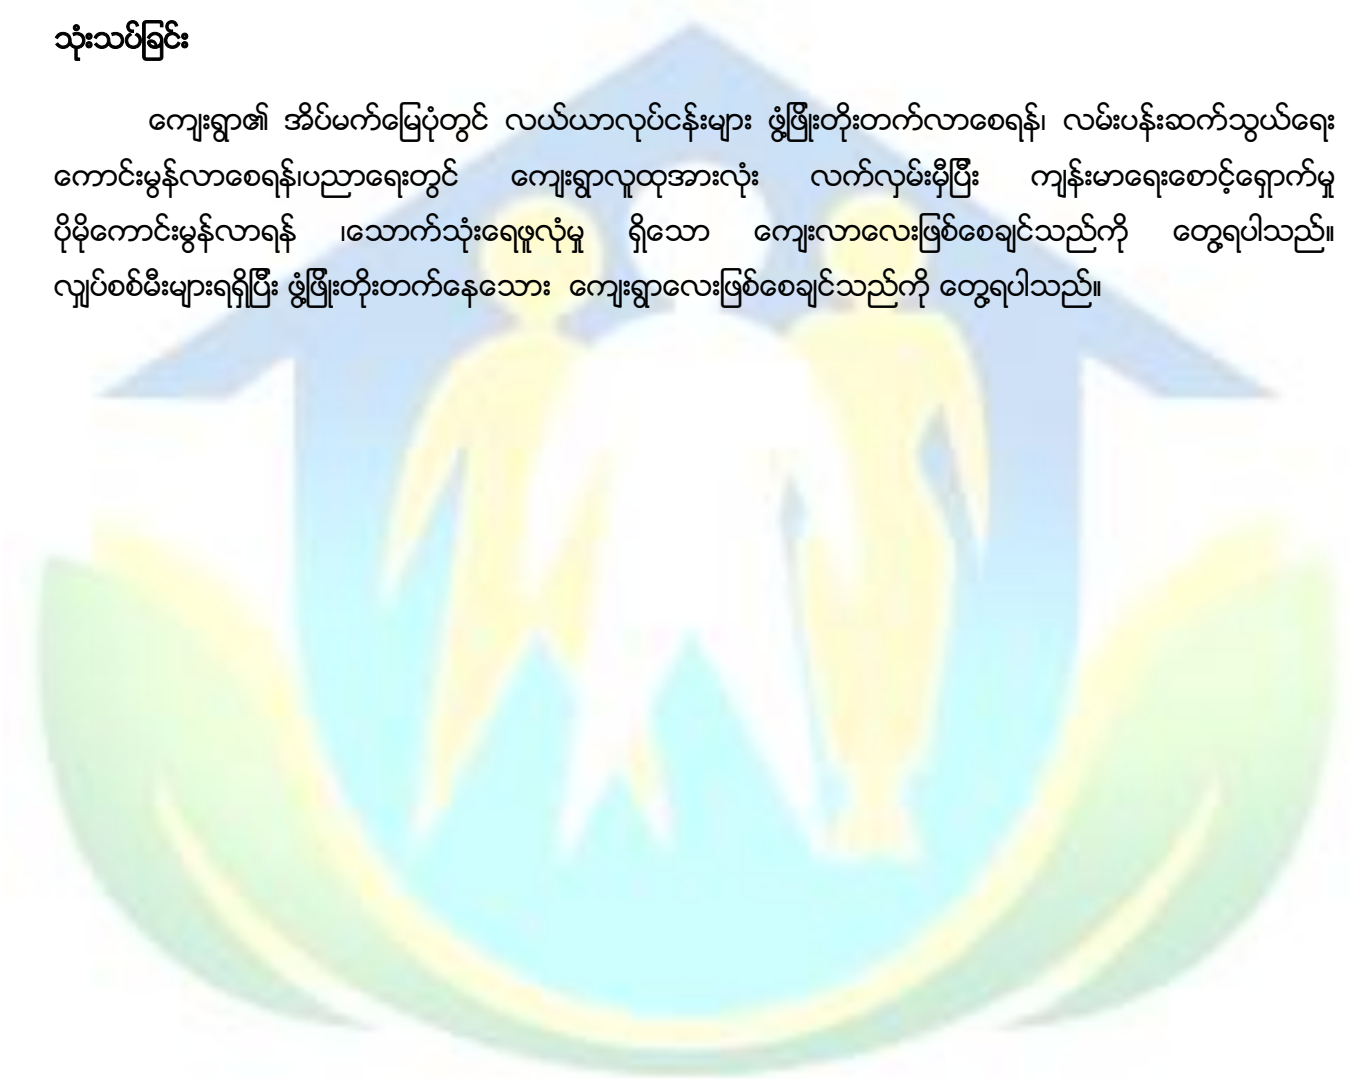 သုံးသပ်ခြင်း
ကျေးရွာ၏ အိပ်မက်မြေပုံတွင် လယ်ယာလုပ်ငန်းများ ဖွံ့ဖြိုးတိုးတက်လာစေရန်၊ လမ်းပန်းဆက်သွယ်ရေး
ကောင်းမွန်လာစေရန်၊ပညာရေးတွင် ကျေးရွာလူထုအားလုံး လက်လှမ်းမှီပြီး ကျန်းမာရေးစောင့်ရှောက်မှု
ပိုမိုကောင်းမွန်လာရန် ၊သောက်သုံးရေဖူလုံမှု ရှိသော ကျေးလာလေးဖြစ်စေချင်သည်ကို တွေ့ရပါသည်။
လျှပ်စစ်မီးများရရှိပြီး ဖွံ့ဖြိုးတိုးတက်နေသော‌း ကျေးရွာလေးဖြစ်စေချင်သည်ကို တွေ့ရပါသည်။